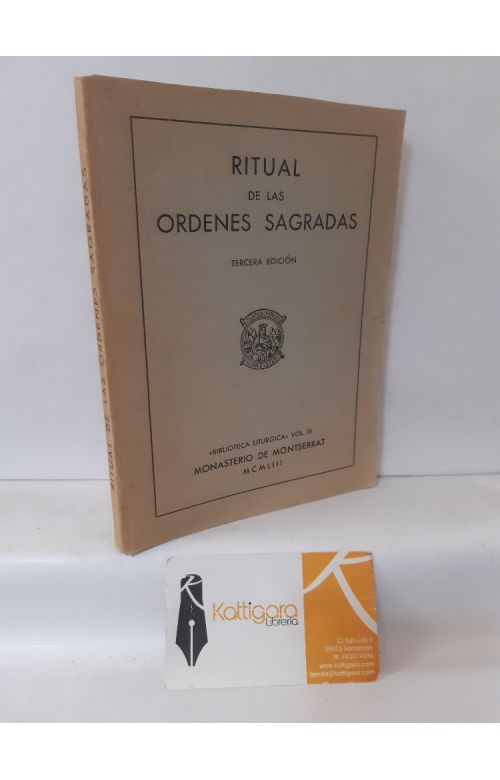 RITUAL
DE LAS
ORDENES SAGRADAS
TERCERA EDICIÓN
«BIBLIOTECA LITURGICA» VOL. III
MONASTERIO DE MONTSERRAT
MCMLIII
RITUAL DE LAS ORDENES SAGRADAS
Kattigara
Librería
C/ San Luis 5
39010 Santander
www.kattigara.com
tienda@kattigara.com